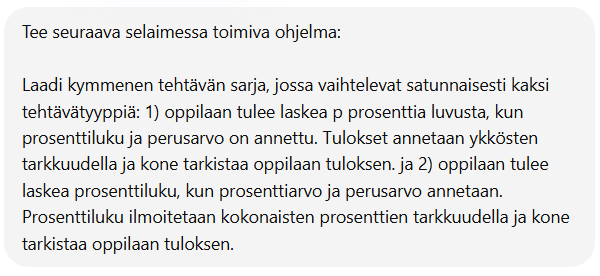 Tee seuraava selaimessa toimiva ohjelma:
Laadi kymmenen tehtävän sarja, jossa vaihtelevat satunnaisesti kaksi
tehtävätyyppiä: 1) oppilaan tulee laskea p prosenttia luvusta, kun
prosenttiluku ja perusarvo on annettu. Tulokset annetaan ykkösten
tarkkuudella ja kone tarkistaa oppilaan tuloksen. ja 2) oppilaan tulee
laskea prosenttiluku, kun prosenttiarvo ja perusarvo annetaan.
Prosenttiluku ilmoitetaan kokonaisten prosenttien tarkkuudella ja kone
tarkistaa oppilaan tuloksen.